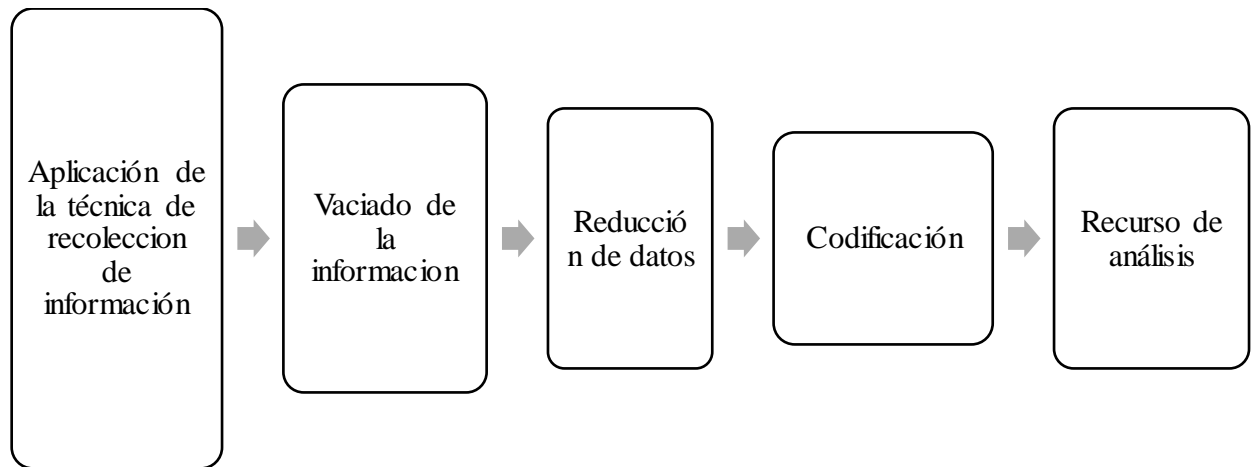 Aplicación de
la técnica de
recoleccion
de
información
Vaciado de
la
informacion
Reducció
n de datos
Codificación
Recurso de
análisis